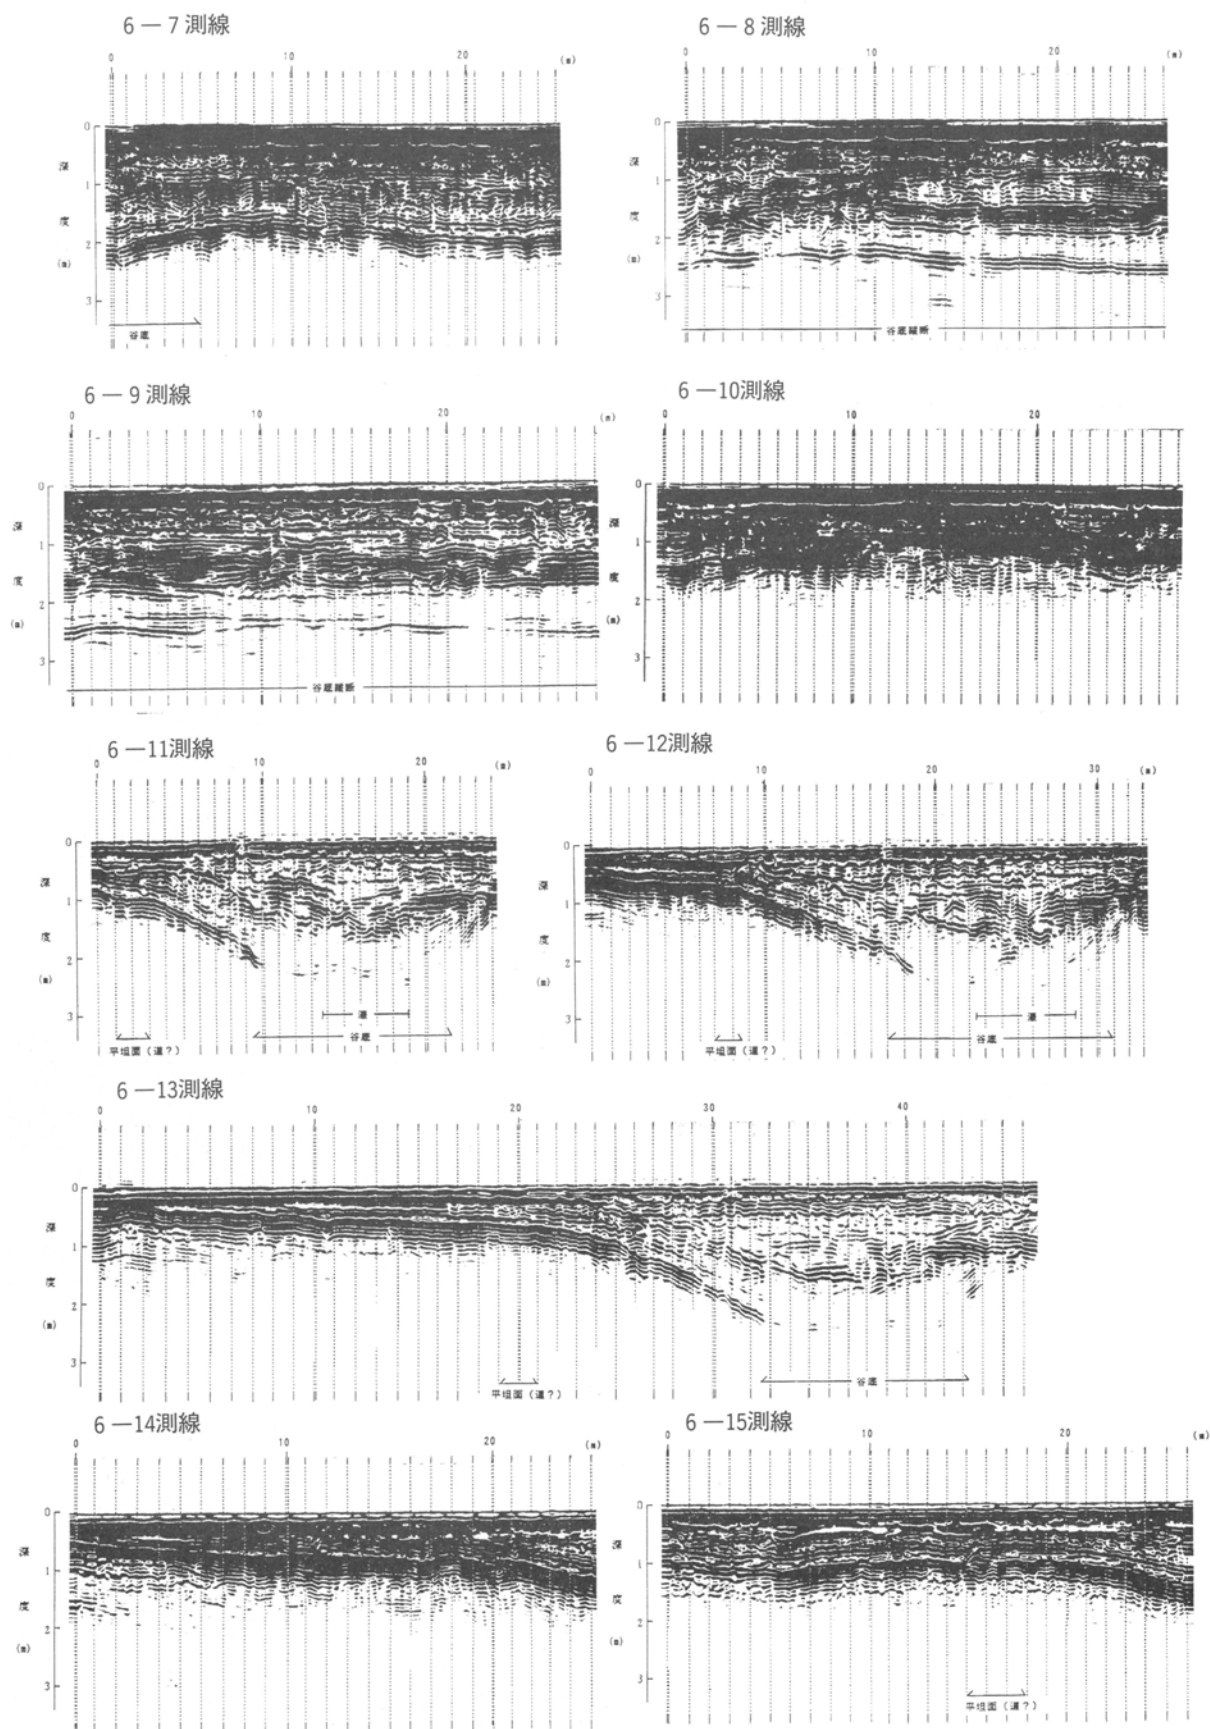 6－7測線
0 10 20 (m)
0
深
1
度
2
(m)
3
谷底
6－8測線
0 10 20 (m)
0
深
1
度
2
(m)
3
谷底縦断
6－9測線
0 10 20 (m)
0
深
1
度
2
(m)
3
谷底縦断
6－10測線
0 10 20
0
深
1
度
2
(m)
3
6－11測線
0 10 20 (m)
0
深
1
度
2
(m)
3
谷底
平坦面（道？）
6－12測線
0 10 20 30 (m)
0
深
1
度
2
(m)
3
谷底
平坦面（道？）
6－13測線
0 10 20 30 40
0
深
1
度
2
(m)
3
谷底
平坦面（道？）
6－14測線
0 10 20 (m)
0
深
1
度
2
(m)
3
6－15測線
0 10 20 (m)
0
深
1
度
2
(m)
3
平坦面（道？）